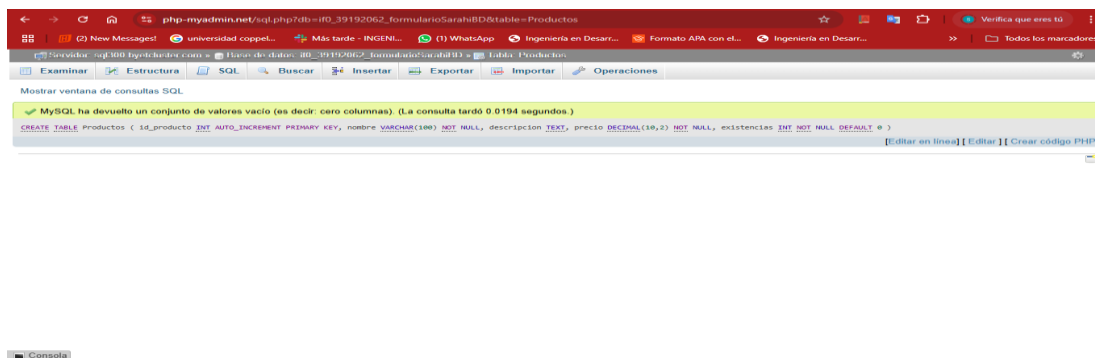 php-myadmin.net/sql.php?db=if0_39192062_formularioSarahiBD&table=Productos
Verifica que eres tú
(2) New Messages! universidad coppel... Más tarde - INGENI... (1) WhatsApp Ingeniería en Desarr... Formato APA con el... Ingeniería en Desarr... » Todos los marcadores
Servidor: sql300.byetcluster.com » Base de datos: if0_39192062_formularioSarahiBD » Tabla: Productos
Examinar Estructura SQL Buscar Insertar Exportar Importar Operaciones
Mostrar ventana de consultas SQL
MySQL ha devuelto un conjunto de valores vacío (es decir: cero columnas). (La consulta tardó 0.0194 segundos.)
CREATE TABLE Productos ( id_producto INT AUTO_INCREMENT PRIMARY KEY, nombre VARCHAR(100) NOT NULL, descripcion TEXT, precio DECIMAL(10,2) NOT NULL, existencias INT NOT NULL DEFAULT 0 )
[Editar en línea] [ Editar ] [ Crear código PHP
Consola